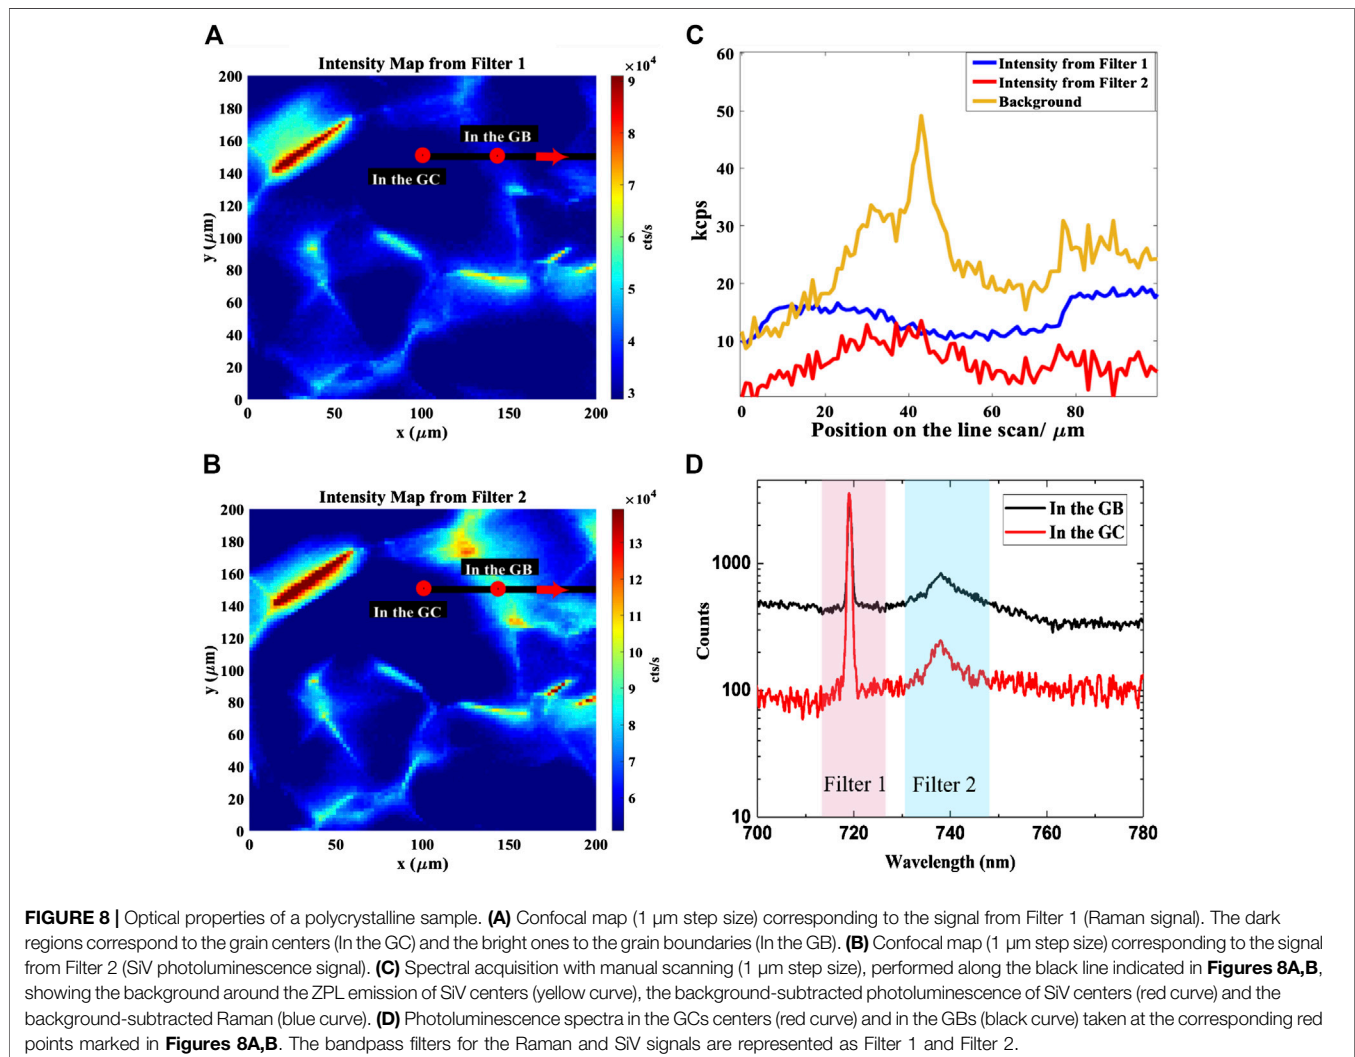 A
Intensity Map from Filter 1
×10⁴
200
180
160
140
120
100
80
60
40
20
0
y (µm)
0
50
100
150
200
x (µm)
In the GB
In the GC
9
8
7
6
5
4
3
cts/s
B
Intensity Map from Filter 2
×10⁴
200
180
160
140
120
100
80
60
40
20
0
y (µm)
0
50
100
150
200
x (µm)
In the GB
In the GC
13
12
11
10
9
8
7
6
cts/s
C
60
50
40
30
20
10
kcps
0
20
40
60
80
Position on the line scan/ µm
Intensity from Filter 1
Intensity from Filter 2
Background
D
1000
100
10
Counts
700
720
740
760
780
Wavelength (nm)
In the GB
In the GC
Filter 1
Filter 2
FIGURE 8 | Optical properties of a polycrystalline sample. (A) Confocal map (1 µm step size) corresponding to the signal from Filter 1 (Raman signal). The dark
regions correspond to the grain centers (In the GC) and the bright ones to the grain boundaries (In the GB). (B) Confocal map (1 µm step size) corresponding to the signal
from Filter 2 (SiV photoluminescence signal). (C) Spectral acquisition with manual scanning (1 µm step size), performed along the black line indicated in Figures 8A,B,
showing the background around the ZPL emission of SiV centers (yellow curve), the background-subtracted photoluminescence of SiV centers (red curve) and the
background-subtracted Raman (blue curve). (D) Photoluminescence spectra in the GCs centers (red curve) and in the GBs (black curve) taken at the corresponding red
points marked in Figures 8A,B. The bandpass filters for the Raman and SiV signals are represented as Filter 1 and Filter 2.